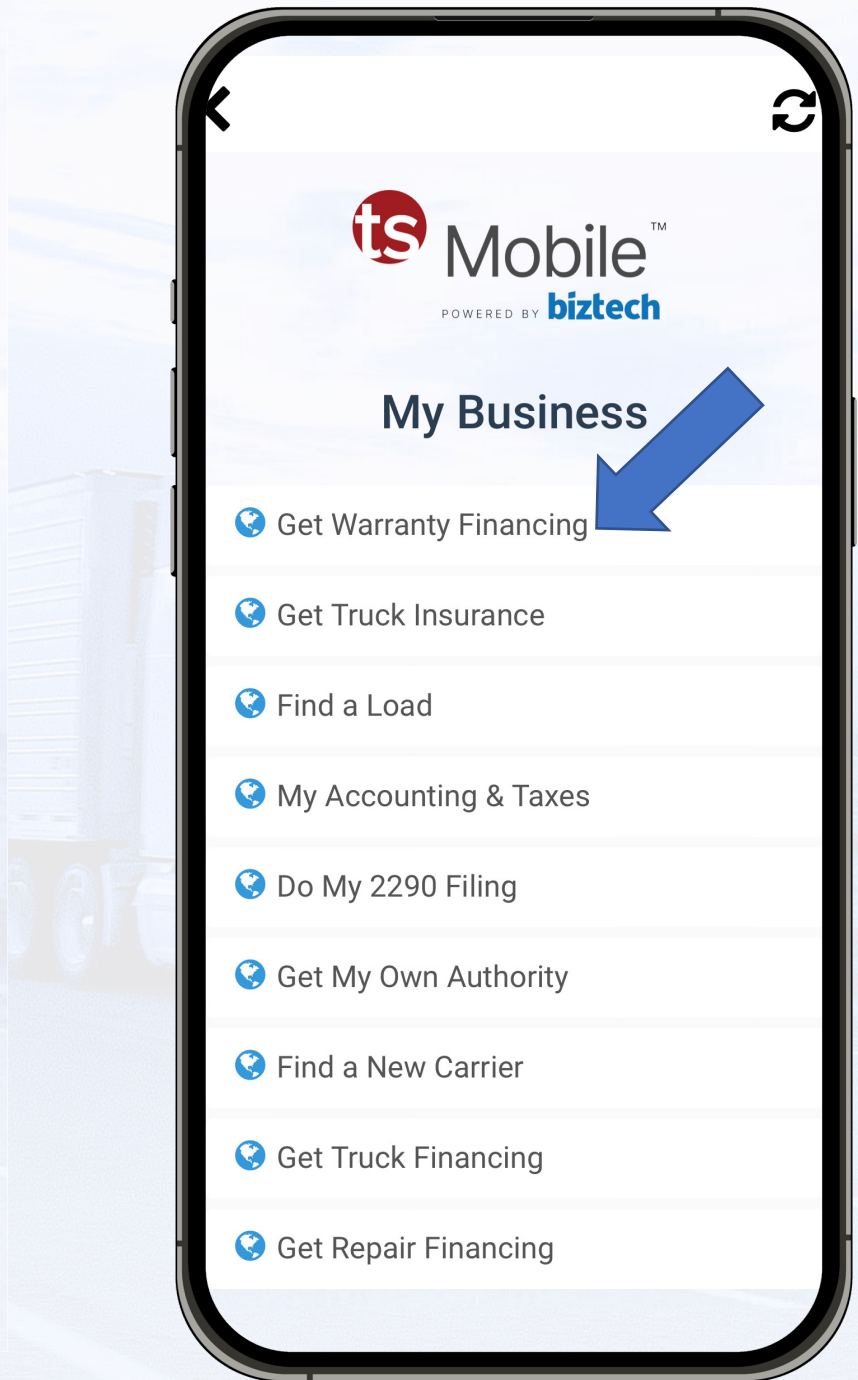 ts Mobile™
POWERED BY biztech
My Business
Get Warranty Financing
Get Truck Insurance
Find a Load
My Accounting & Taxes
Do My 2290 Filing
Get My Own Authority
Find a New Carrier
Get Truck Financing
Get Repair Financing